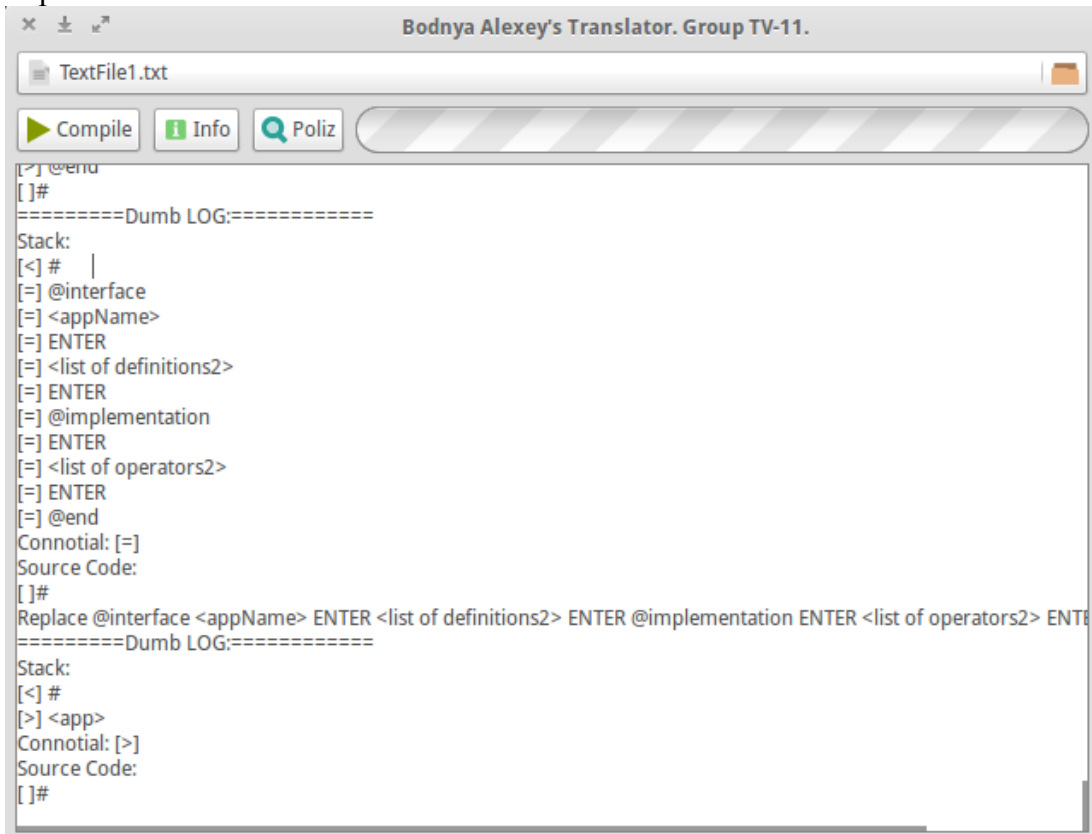 Bodnya Alexey's Translator. Group TV-11.
TextFile1.txt
Compile Info Poliz
[>] @end
[ ]#
=========Dumb LOG:============
Stack:
[<] #
[=] @interface
[=] <appName>
[=] ENTER
[=] <list of definitions2>
[=] ENTER
[=] @implementation
[=] ENTER
[=] <list of operators2>
[=] ENTER
[=] @end
Connotial: [=]
Source Code:
[ ]#
Replace @interface <appName> ENTER <list of definitions2> ENTER @implementation ENTER <list of operators2> ENTE
=========Dumb LOG:============
Stack:
[<] #
[>] <app>
Connotial: [>]
Source Code:
[ ]#